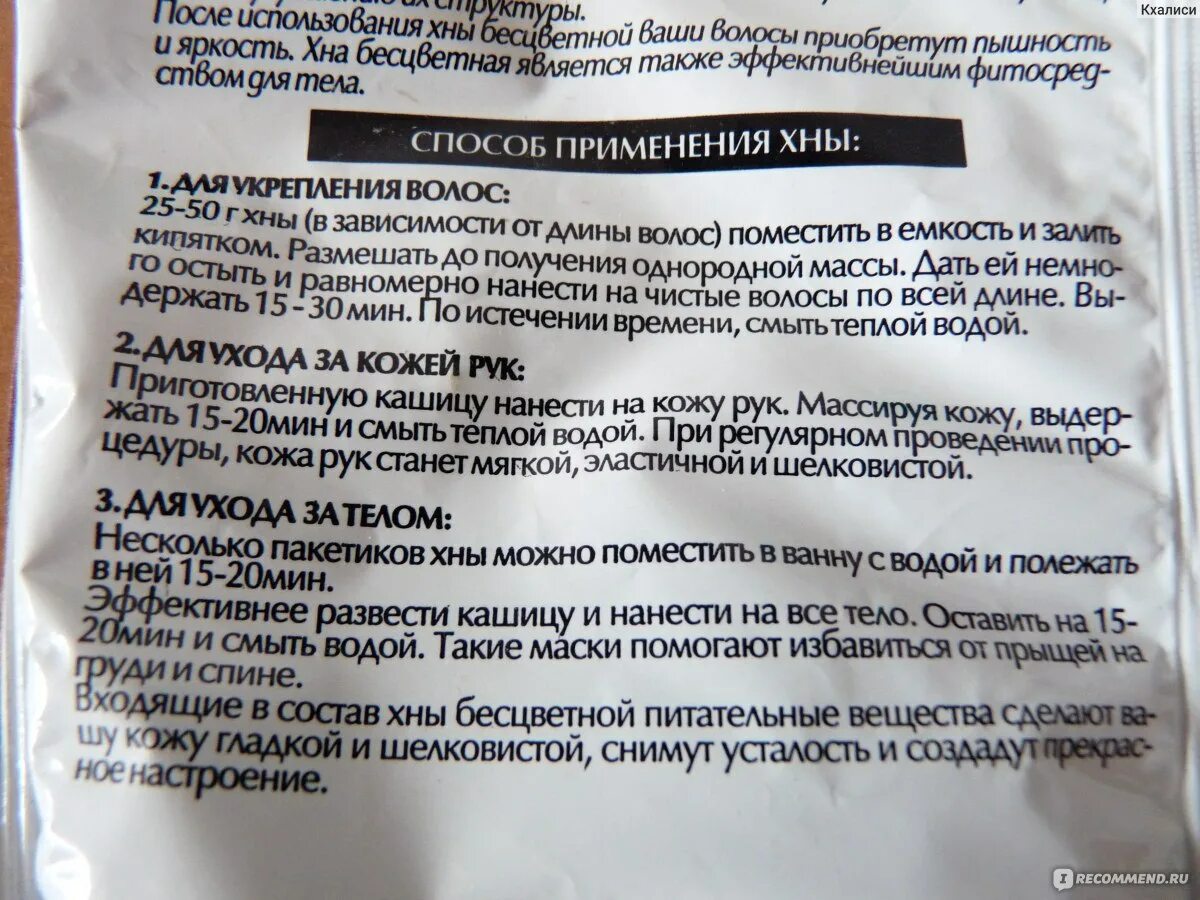 Кхалиси
их структуры.
После использования хны бесцветной ваши волосы приобретут пышность
и яркость. Хна бесцветная является также эффективнейшим фитосред-
ством для тела.
СПОСОБ ПРИМЕНЕНИЯ ХНЫ:
1. ДЛЯ УКРЕПЛЕНИЯ ВОЛОС:
25-50 г хны (в зависимости от длины волос) поместить в емкость и залить
кипятком. Размешать до получения однородной массы. Дать ей немно-
го остыть и равномерно нанести на чистые волосы по всей длине. Вы-
держать 15 - 30 мин. По истечении времени, смыть теплой водой.
2. ДЛЯ УХОДА ЗА КОЖЕЙ РУК:
Приготовленную кашицу нанести на кожу рук. Массируя кожу, выдер-
жать 15-20мин и смыть теплой водой. При регулярном проведении про-
цедуры, кожа рук станет мягкой, эластичной и шелковистой.
3. ДЛЯ УХОДА ЗА ТЕЛОМ:
Несколько пакетиков хны можно поместить в ванну с водой и полежать
в ней 15-20мин.
Эффективнее развести кашицу и нанести на все тело. Оставить на 15-
20мин и смыть водой. Такие маски помогают избавиться от прыщей на
груди и спине.
Входящие в состав хны бесцветной питательные вещества сделают ва-
шу кожу гладкой и шелковистой, снимут усталость и создадут прекрас-
ное настроение.
IRECOMMEND.RU